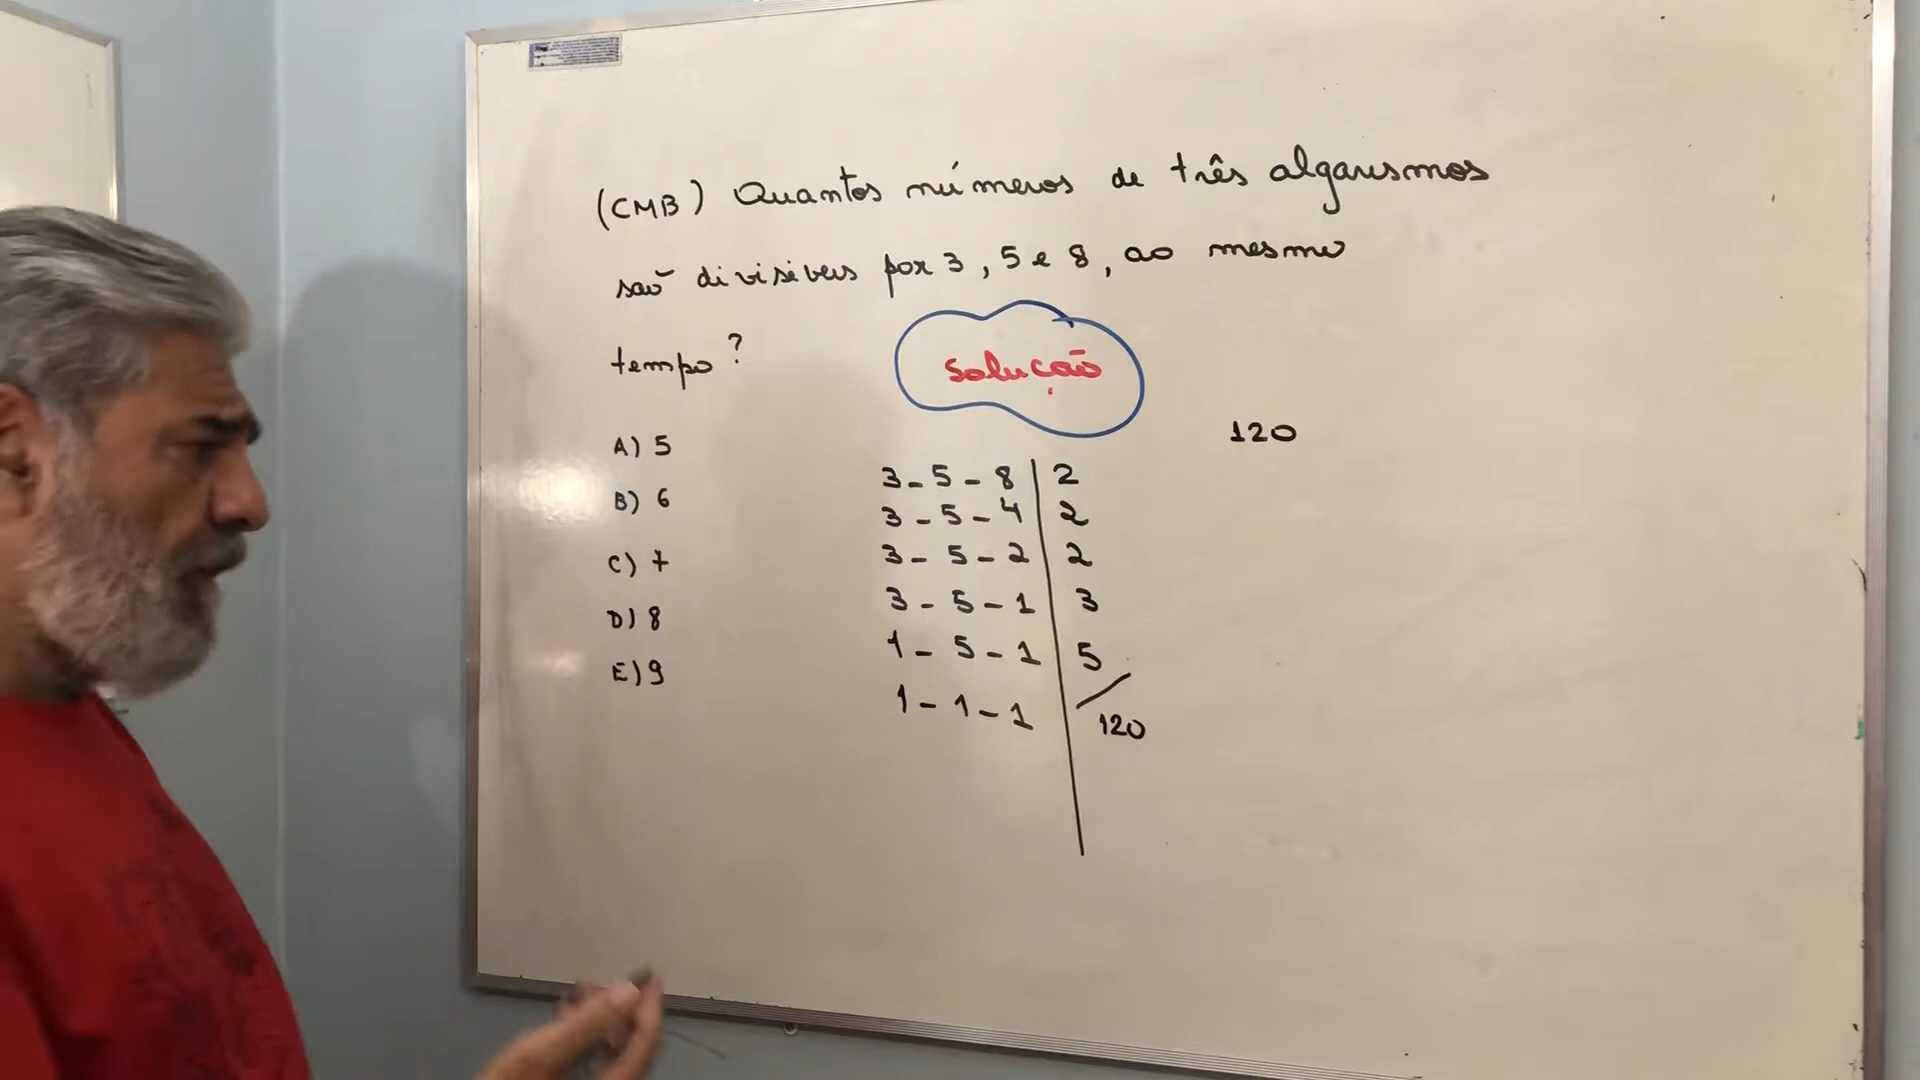 (CMB) Quantos números de três algarismos
são divisíveis por 3, 5 e 8, ao mesmo
tempo?
Solução
A) 5
B) 6
C) 7
D) 8
E) 9
3 - 5 - 8 | 2
3 - 5 - 4 | 2
3 - 5 - 2 | 2
3 - 5 - 1 | 3
1 - 5 - 1 | 5
1 - 1 - 1 | 120
120